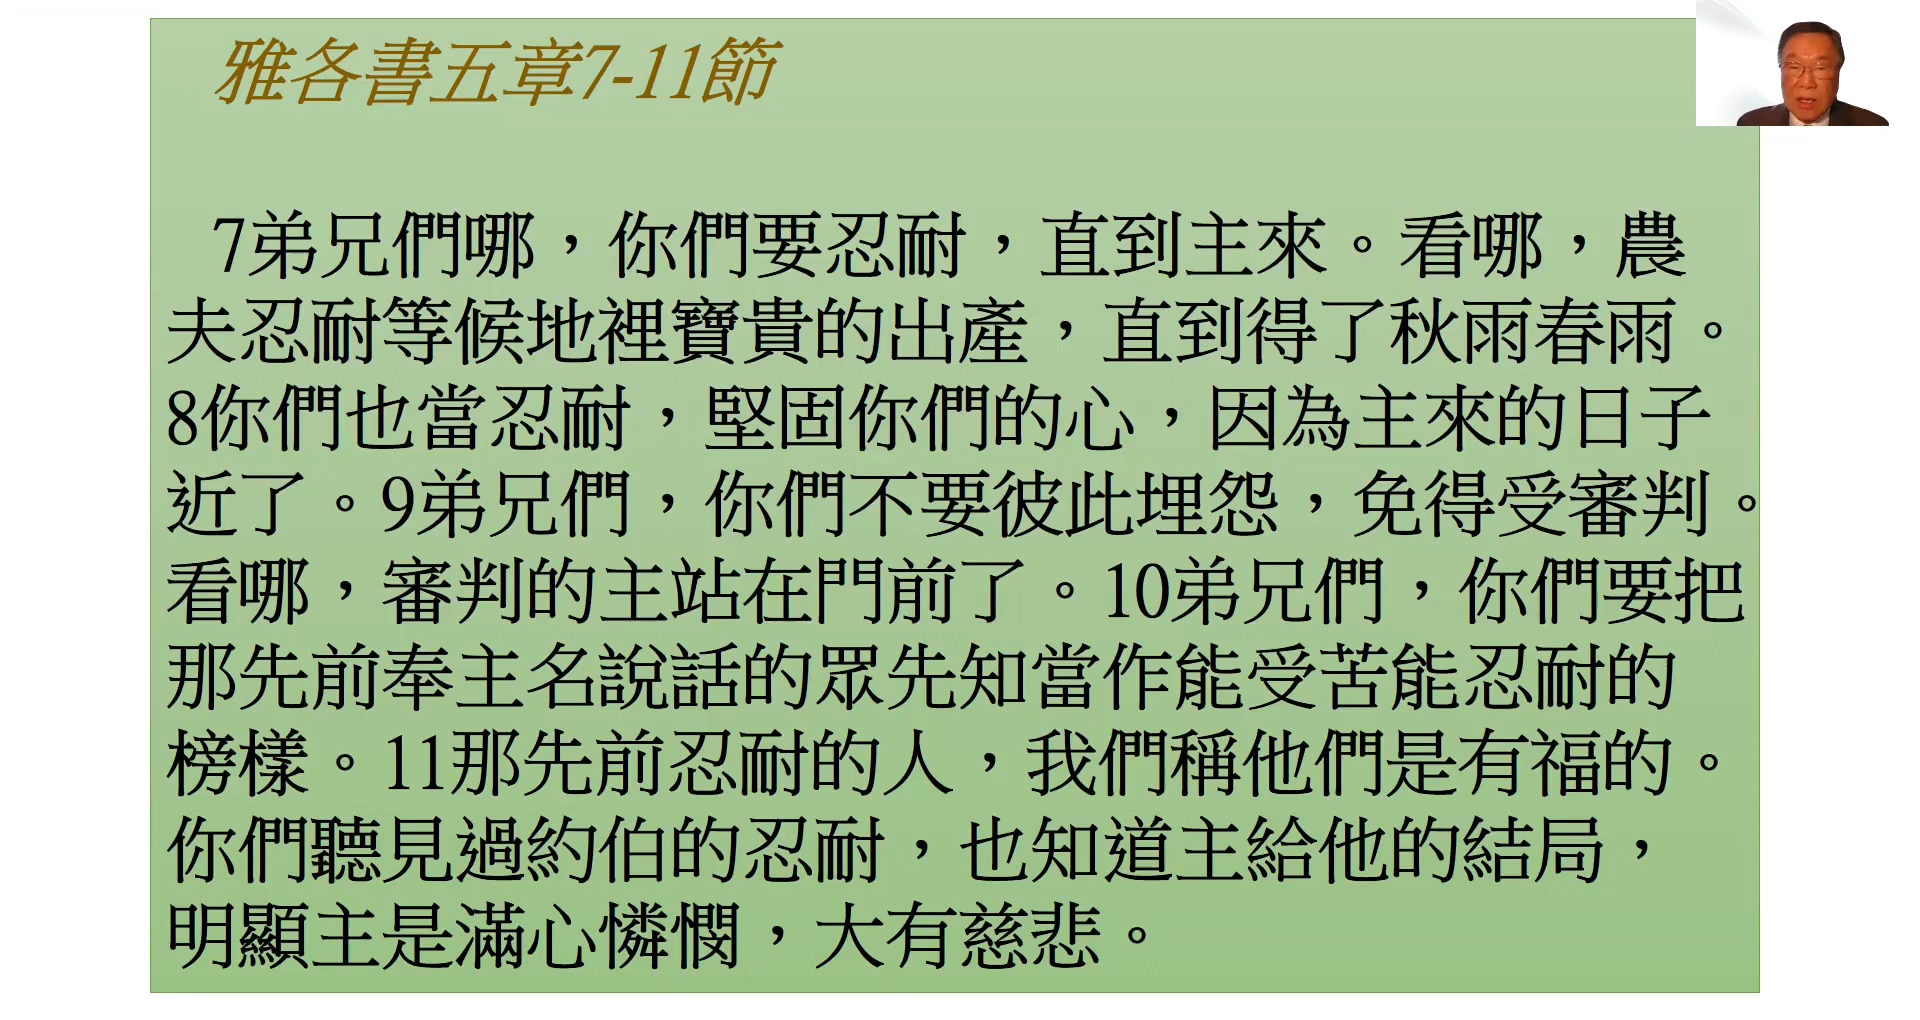 雅各書五章7-11節
7弟兄們哪，你們要忍耐，直到主來。看哪，農
夫忍耐等候地裡寶貴的出產，直到得了秋雨春雨。
8你們也當忍耐，堅固你們的心，因為主來的日子
近了。9弟兄們，你們不要彼此埋怨，免得受審判。
看哪，審判的主站在門前了。10弟兄們，你們要把
那先前奉主名說話的眾先知當作能受苦能忍耐的
榜樣。11那先前忍耐的人，我們稱他們是有福的。
你們聽見過約伯的忍耐，也知道主給他的結局，
明顯主是滿心憐憫，大有慈悲。